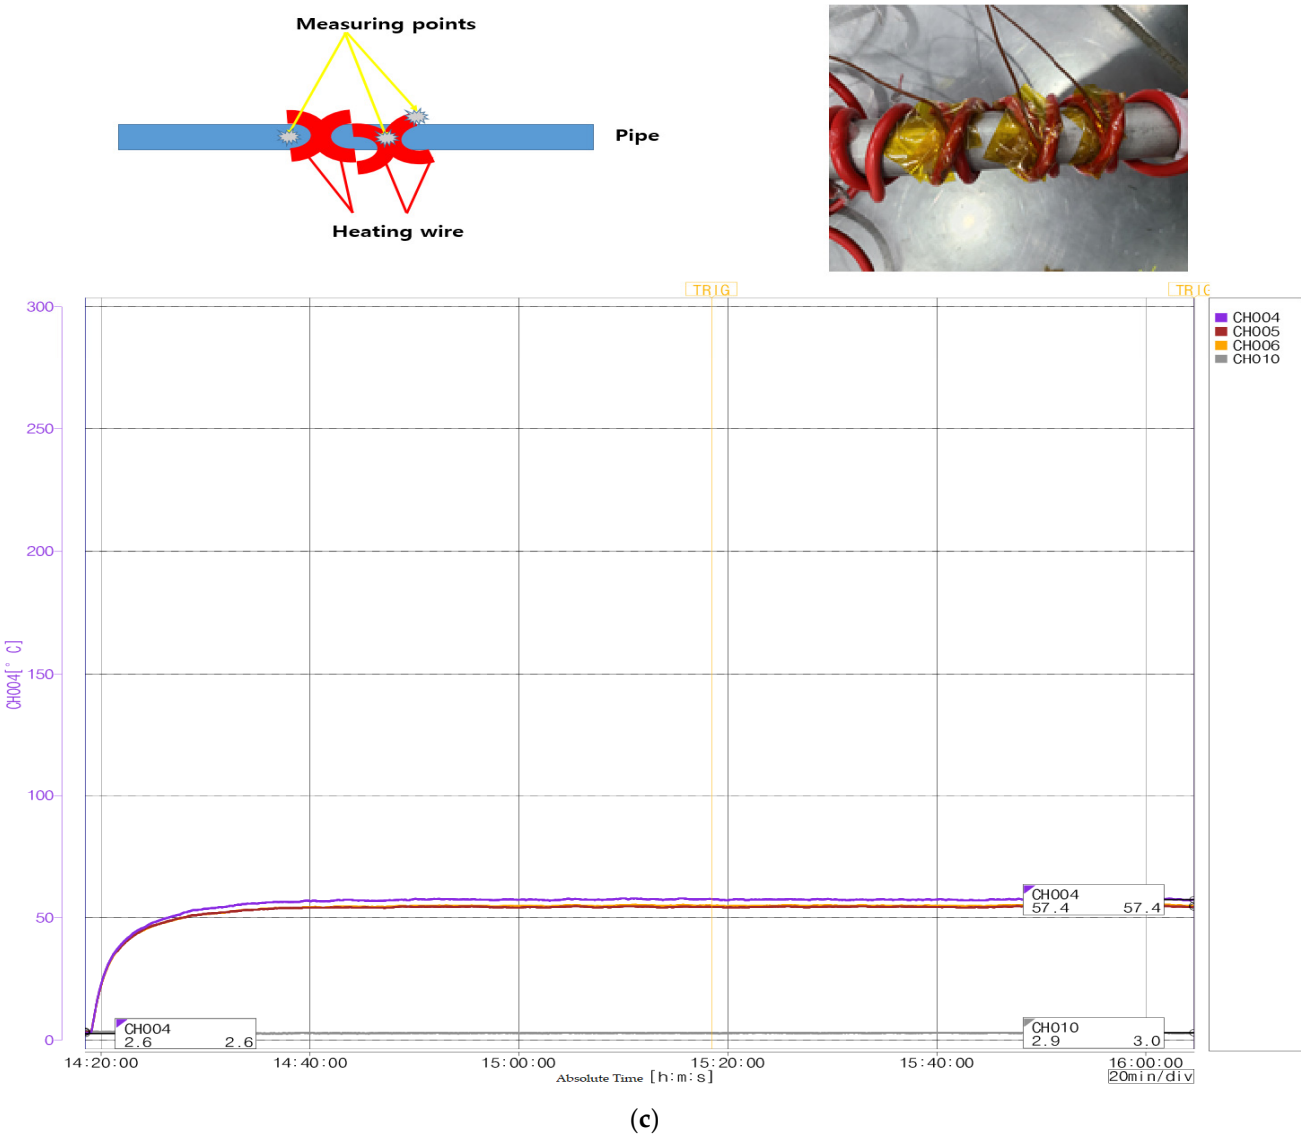 Measuring points
Pipe
Heating wire
TRIG
TRIG
300
250
200
150
100
50
0
CH004[° C]
CH004
CH005
CH006
CH010
CH004
57.4 57.4
CH004
2.6 2.6
CH010
2.9 3.0
14:20:00 14:40:00 15:00:00 15:20:00 15:40:00 16:00:00
Absolute Time [h:m:s]
20min/div
(c)